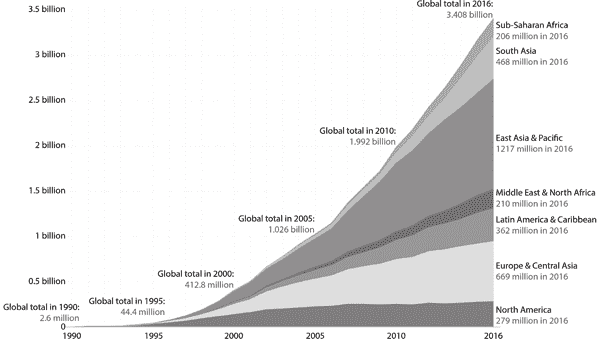 Global total in 2016:
3.408 billion
3.5 billion
Sub-Saharan Africa
206 million in 2016
3 billion
South Asia
468 million in 2016
2.5 billion
Global total in 2010:
1.992 billion
East Asia & Pacific
1217 million in 2016
2 billion
1.5 billion
Middle East & North Africa
210 million in 2016
Global total in 2005:
1.026 billion
Latin America & Caribbean
362 million in 2016
1 billion
Global total in 2000:
412.8 million
Europe & Central Asia
669 million in 2016
0.5 billion
Global total in 1995:
44.4 million
Global total in 1990:
2.6 million
North America
279 million in 2016
0
1990
1995
2000
2005
2010
2016